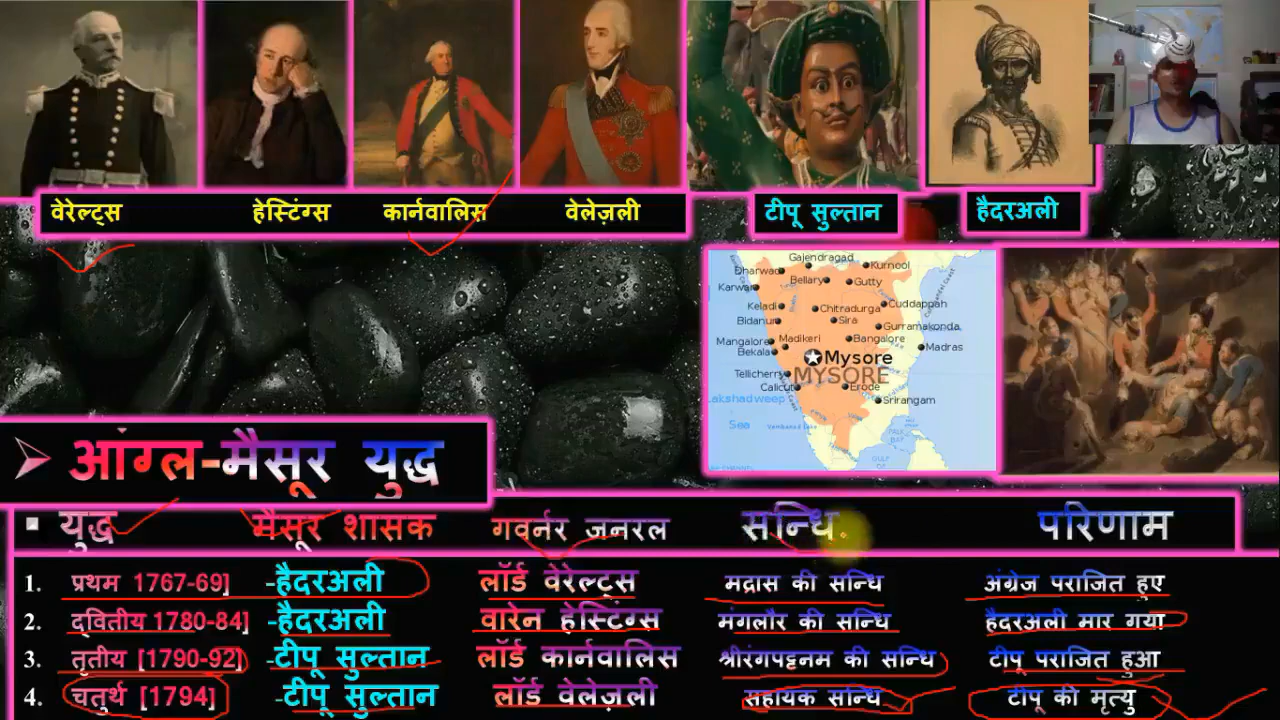 वेरेल्ट्स हेस्टिंग्स कार्नवालिस वेलेज़ली टीपू सुल्तान हैदरअली
Gajendragad
Dharwad Kurnool
Bellary Gutty
Karwar
Keladi Chitradurga Cuddappah
Bidanur Sira Gurramakonda
Mangalore Madikeri Bangalore Madras
Bekala
Mysore
Tellicherry MYSORE
Calicut Erode
Lakshadweep Srirangam
Sea
आंग्ल-मैसूर युद्ध
युद्ध मैसूर शासक गवर्नर जनरल सन्धि. परिणाम
1. प्रथम 1767-69] -हैदरअली लॉर्ड वेरेल्ट्स मद्रास की सन्धि अंग्रेज पराजित हुए
2. द्वितीय 1780-84] -हैदरअली वारेन हेस्टिंग्स मंगलौर की सन्धि हैदरअली मार गया
3. तृतीय [1790-92] -टीपू सुल्तान लॉर्ड कार्नवालिस श्रीरंगपट्टनम की सन्धि टीपू पराजित हुआ
4. चतुर्थ [1794] -टीपू सुल्तान लॉर्ड वेलेज़ली सहायक सन्धि टीपू की मृत्यु